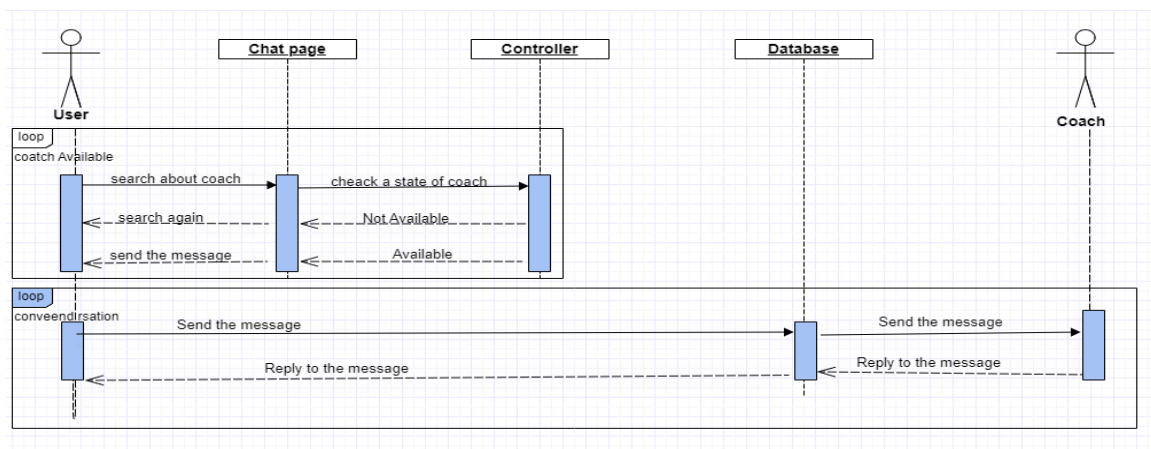 Chat page
Controller
Database
User
Coach
loop
coatch Available
search about coach
cheack a state of coach
search again
Not Available
send the message
Available
loop
conveendirsation
Send the message
Send the message
Reply to the message
Reply to the message